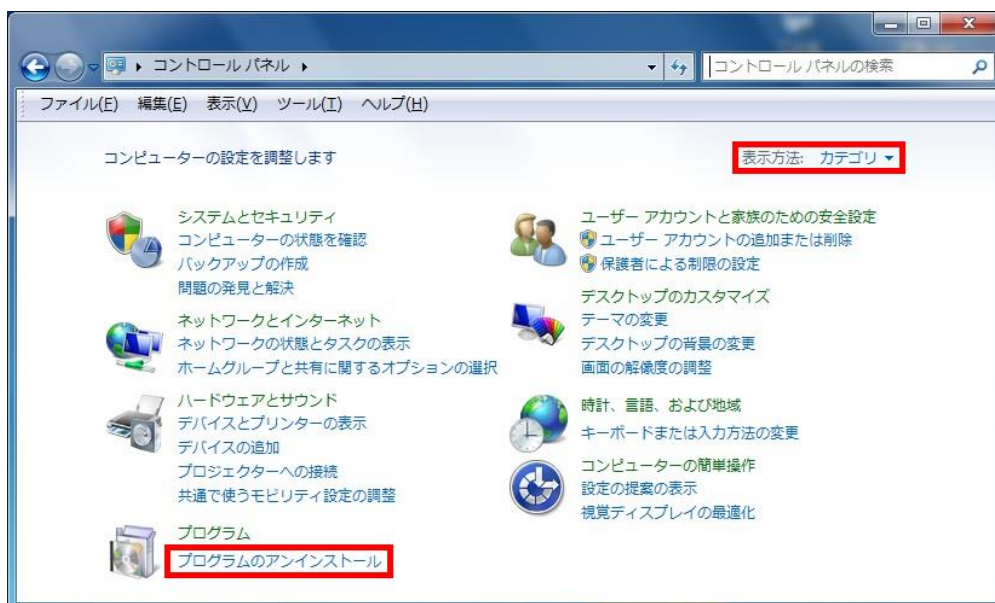 コントロール パネル
コントロール パネルの検索
ファイル(F) 編集(E) 表示(V) ツール(T) ヘルプ(H)
コンピューターの設定を調整します
表示方法: カテゴリ
システムとセキュリティ
コンピューターの状態を確認
バックアップの作成
問題の発見と解決
ネットワークとインターネット
ネットワークの状態とタスクの表示
ホームグループと共有に関するオプションの選択
ハードウェアとサウンド
デバイスとプリンターの表示
デバイスの追加
プロジェクターへの接続
共通で使うモビリティ設定の調整
プログラム
プログラムのアンインストール
ユーザー アカウントと家族のための安全設定
ユーザー アカウントの追加または削除
保護者による制限の設定
デスクトップのカスタマイズ
テーマの変更
デスクトップの背景の変更
画面の解像度の調整
時計、言語、および地域
キーボードまたは入力方法の変更
コンピューターの簡単操作
設定の提案の表示
視覚ディスプレイの最適化